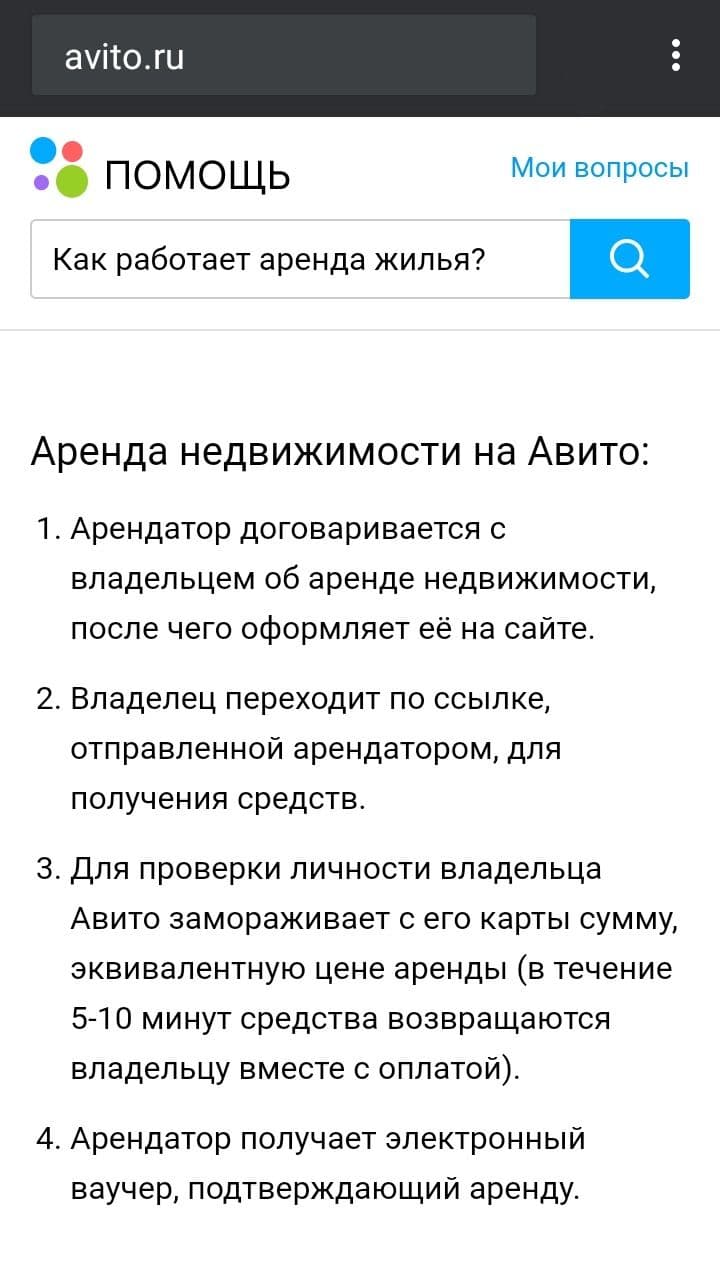 avito.ru
ПОМОЩЬ
Мои вопросы
Как работает аренда жилья?
Аренда недвижимости на Авито:
1. Арендатор договаривается с
владельцем об аренде недвижимости,
после чего оформляет её на сайте.
2. Владелец переходит по ссылке,
отправленной арендатором, для
получения средств.
3. Для проверки личности владельца
Авито замораживает с его карты сумму,
эквивалентную цене аренды (в течение
5-10 минут средства возвращаются
владельцу вместе с оплатой).
4. Арендатор получает электронный
ваучер, подтверждающий аренду.